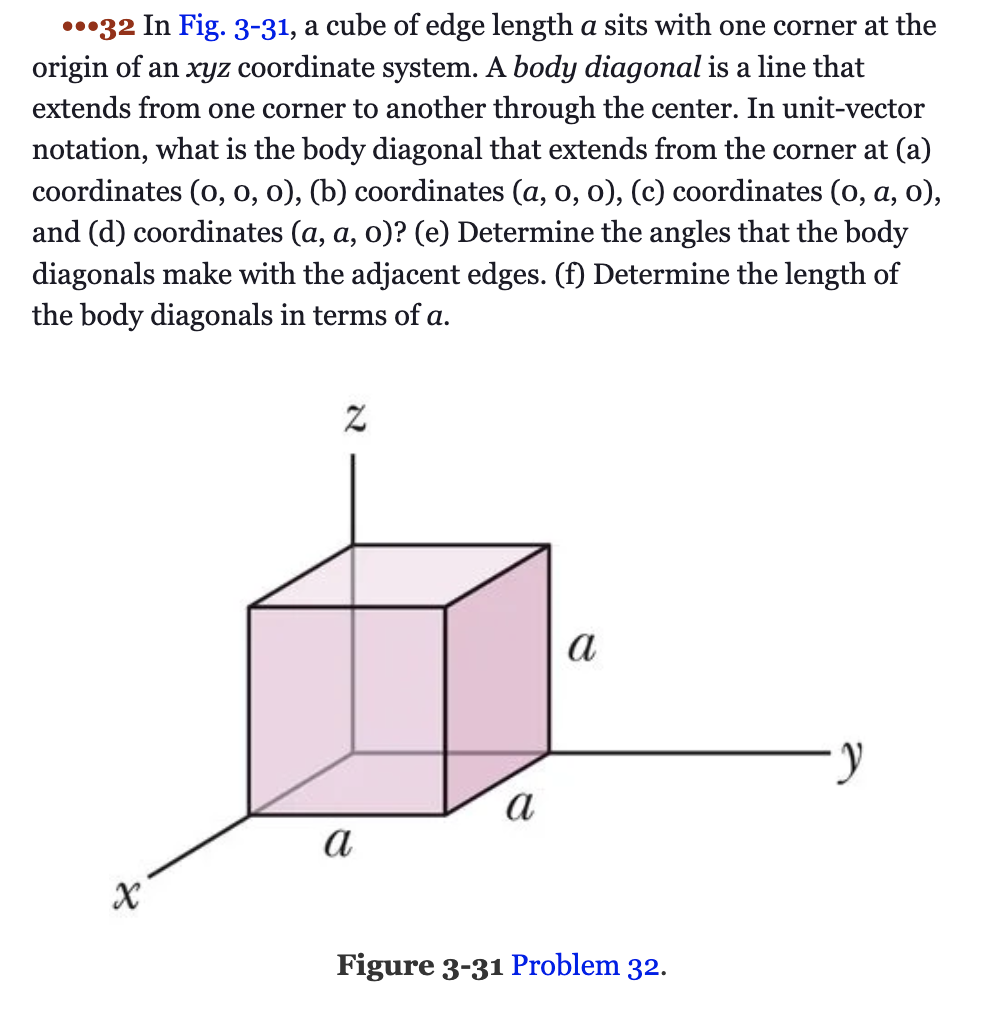 •••32 In Fig. 3-31, a cube of edge length a sits with one corner at the
origin of an xyz coordinate system. A body diagonal is a line that
extends from one corner to another through the center. In unit-vector
notation, what is the body diagonal that extends from the corner at (a)
coordinates (0, 0, 0), (b) coordinates (a, 0, 0), (c) coordinates (0, a, 0),
and (d) coordinates (a, a, 0)? (e) Determine the angles that the body
diagonals make with the adjacent edges. (f) Determine the length of
the body diagonals in terms of a.
z
a
y
a
a
x
Figure 3-31 Problem 32.